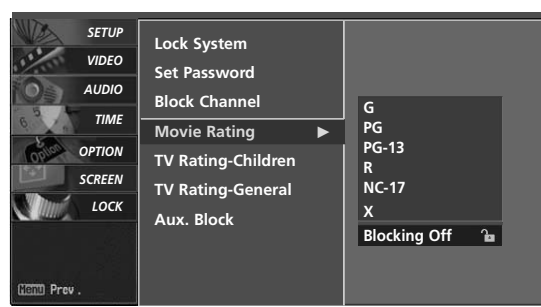 SETUP
VIDEO
AUDIO
TIME
OPTION
SCREEN
LOCK
Menu Prev.
Lock System
Set Password
Block Channel
Movie Rating ►
TV Rating-Children
TV Rating-General
Aux. Block
G
PG
PG-13
R
NC-17
X
Blocking Off